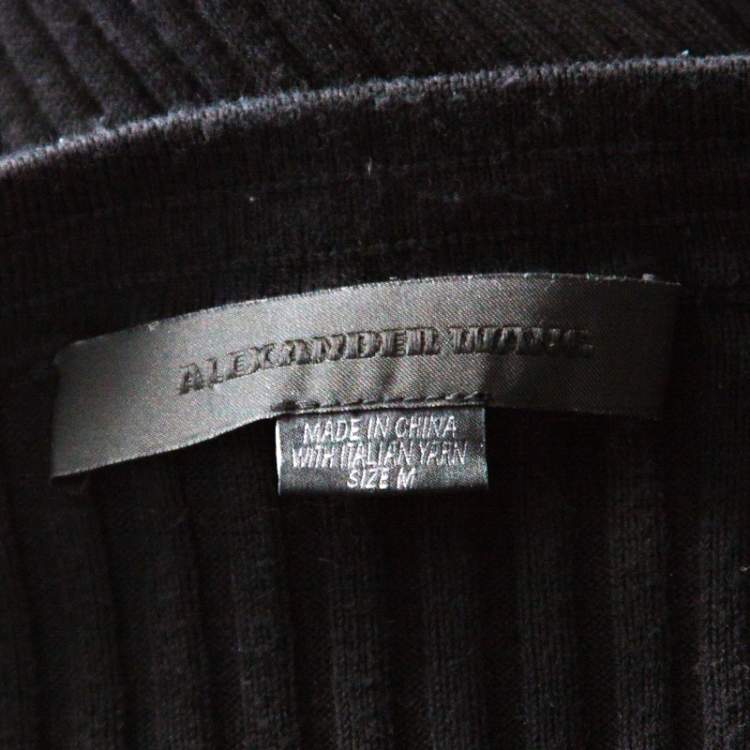 ALEXANDER WANG
MADE IN CHINA
WITH ITALIAN YARN
SIZE M